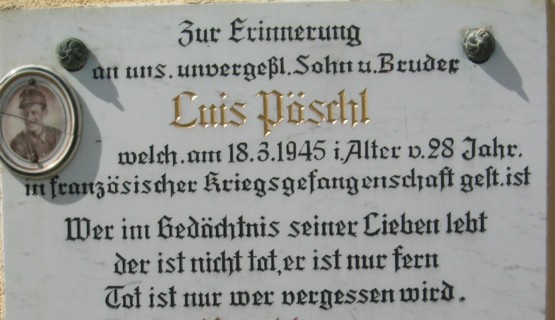 Zur Erinnerung
an uns. unvergeßl. Sohn u. Bruder
Luis Pöschl
welch. am 18.3.1945 i. Alter v. 28 Jahr.
in französischer Kriegsgefangenschaft gest. ist
Wer im Gedächtnis seiner Lieben lebt
der ist nicht tot, er ist nur fern
Tot ist nur wer vergessen wird.